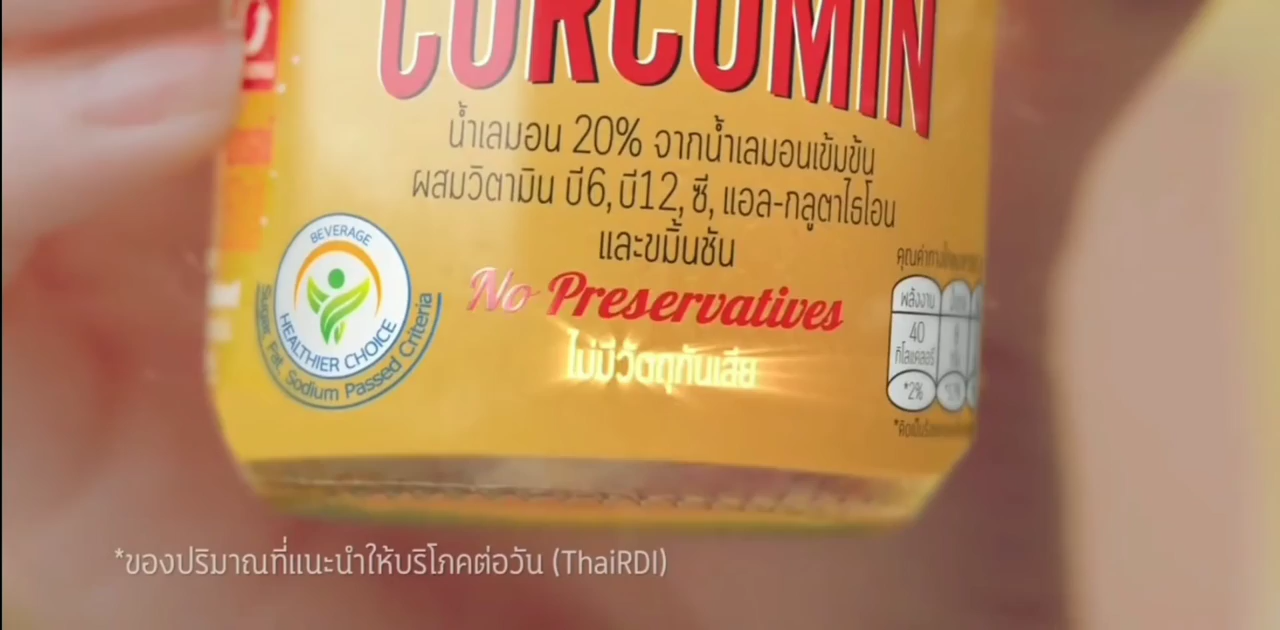 CURCUMIN
น้ำเลมอน 20% จากน้ำเลมอนเข้มข้น
ผสมวิตามิน บี6, บี12, ซี, แอล-กลูตาไธโอน
และขมิ้นชัน
No Preservatives
ไม่มีวัตถุกันเสีย
BEVERAGE
HEALTHIER CHOICE
Sugar, Fat, Sodium Passed Criteria
พลังงาน
40
กิโลแคลอรี
*2%
*ของปริมาณที่แนะนำให้บริโภคต่อวัน (ThaiRDI)